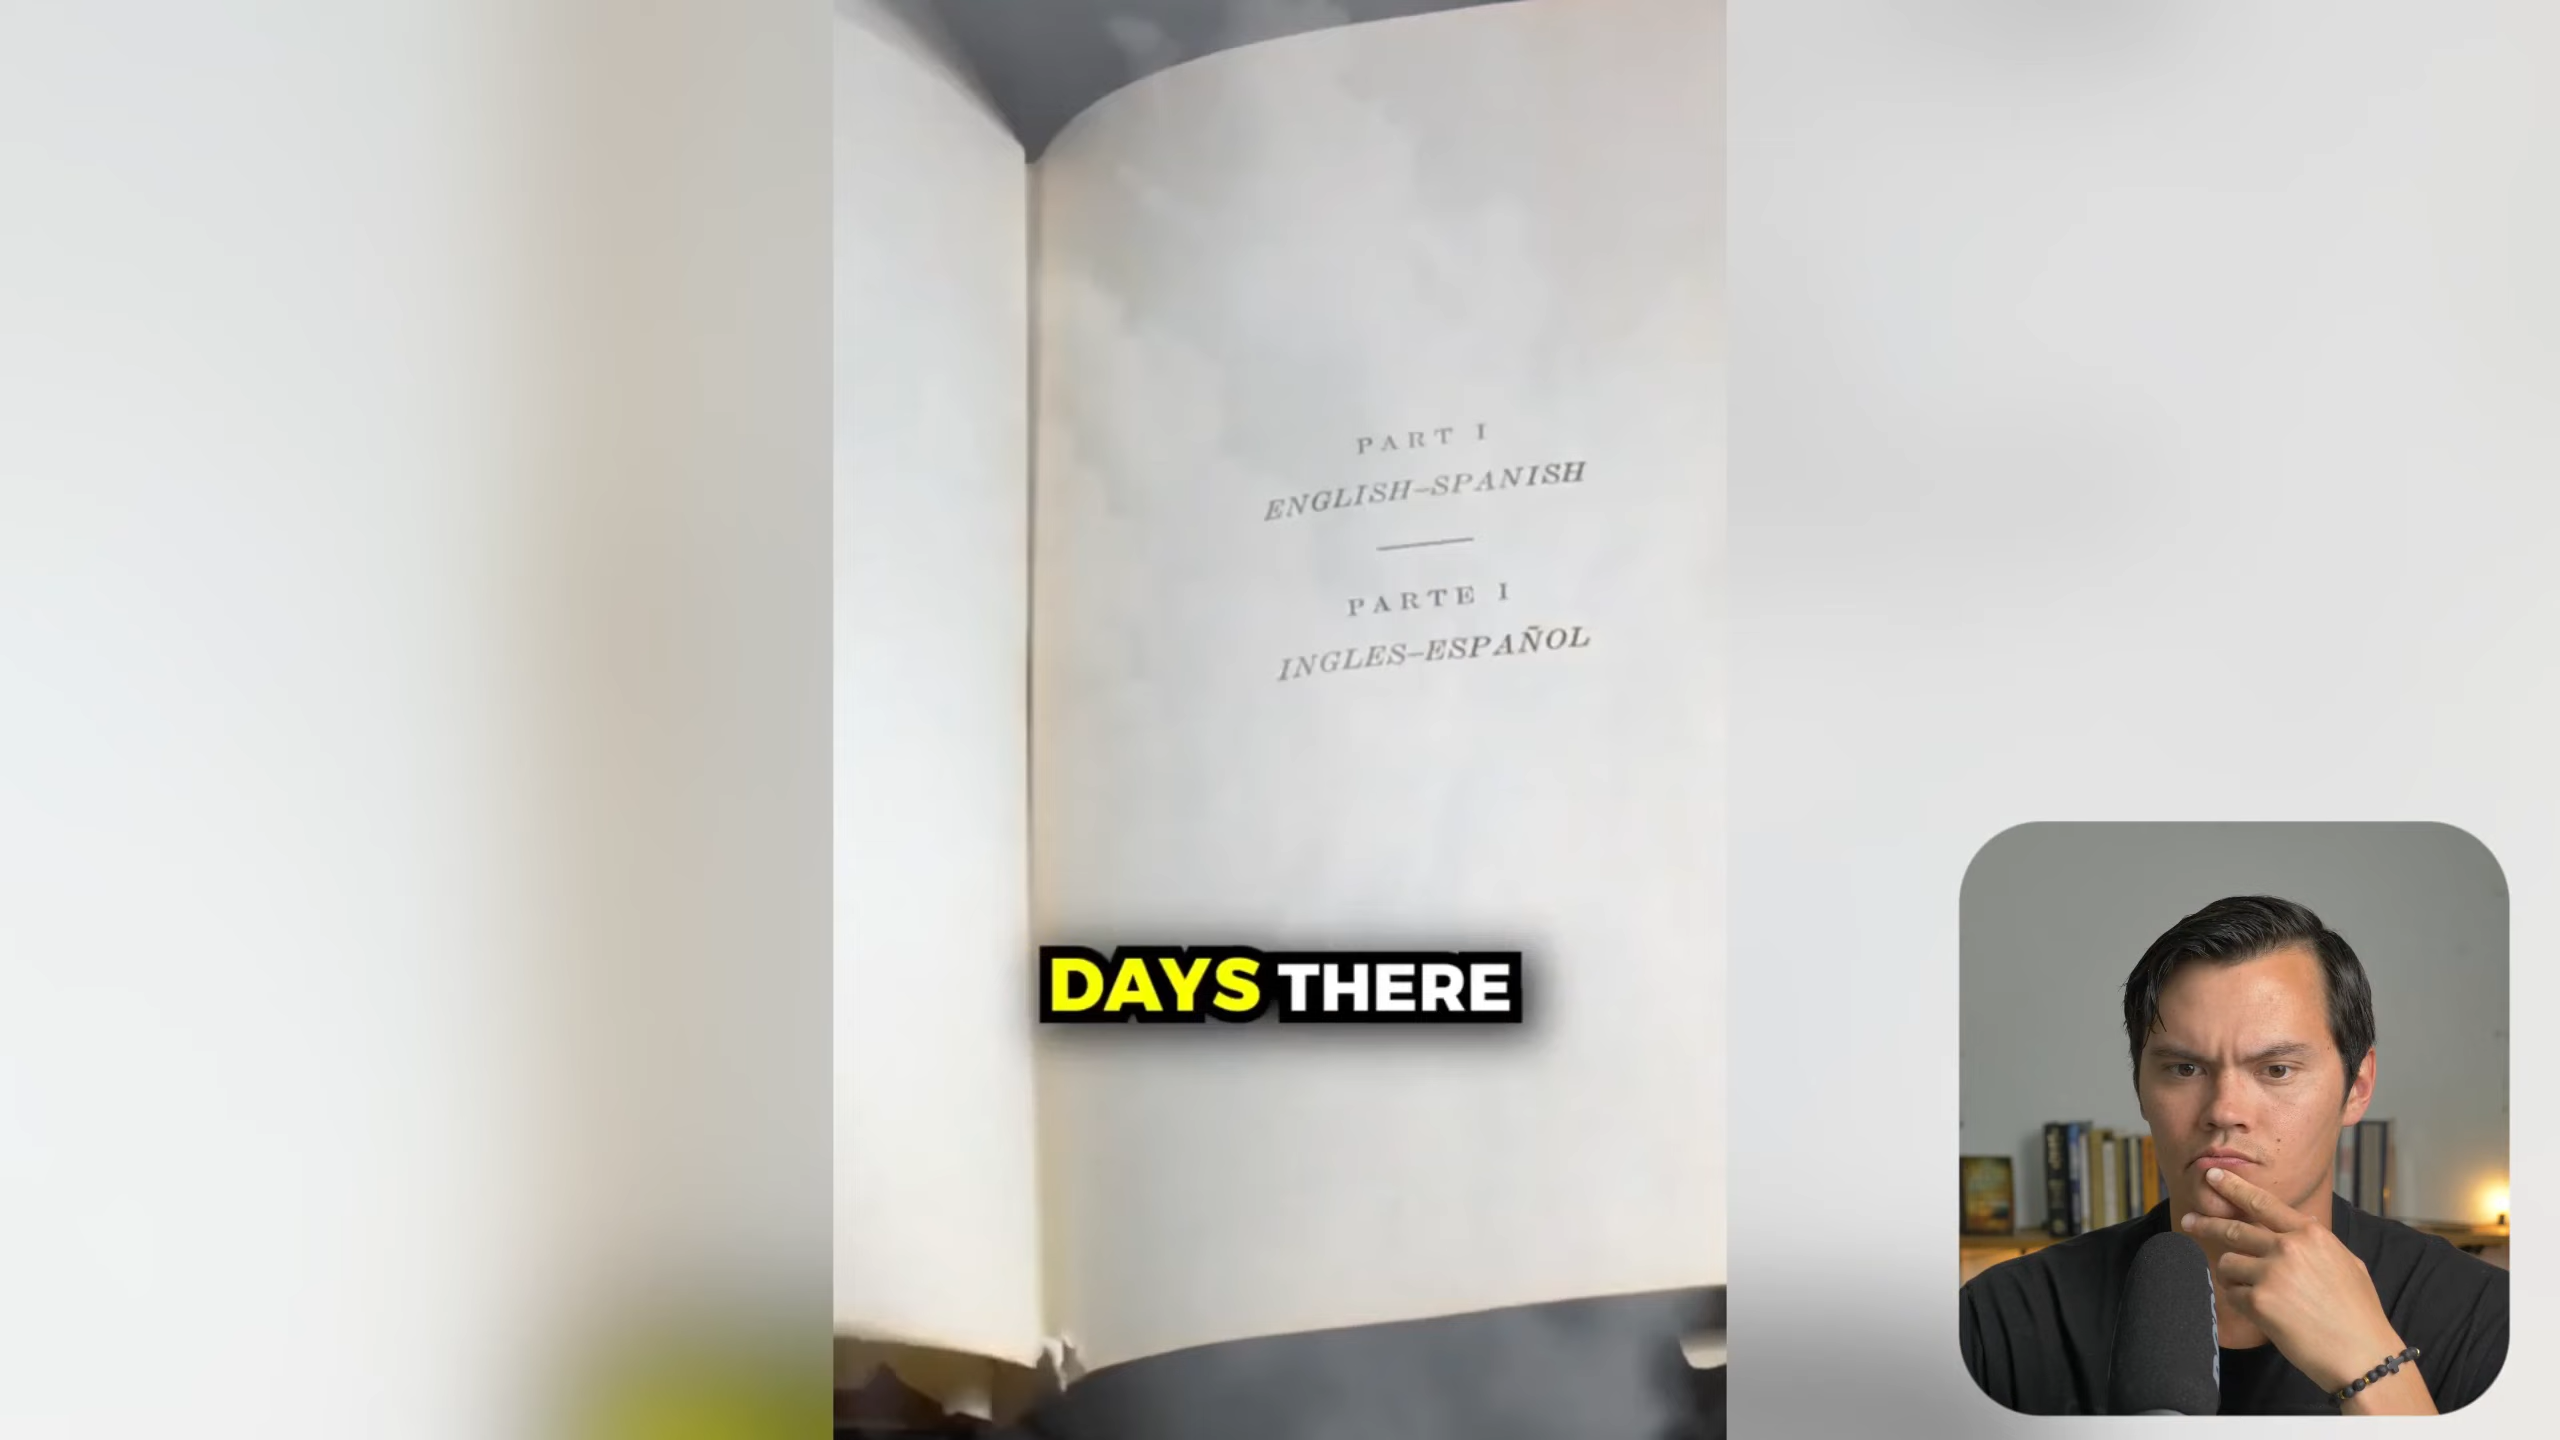 PART I
ENGLISH–SPANISH
PARTE I
INGLES–ESPAÑOL
DAYS THERE